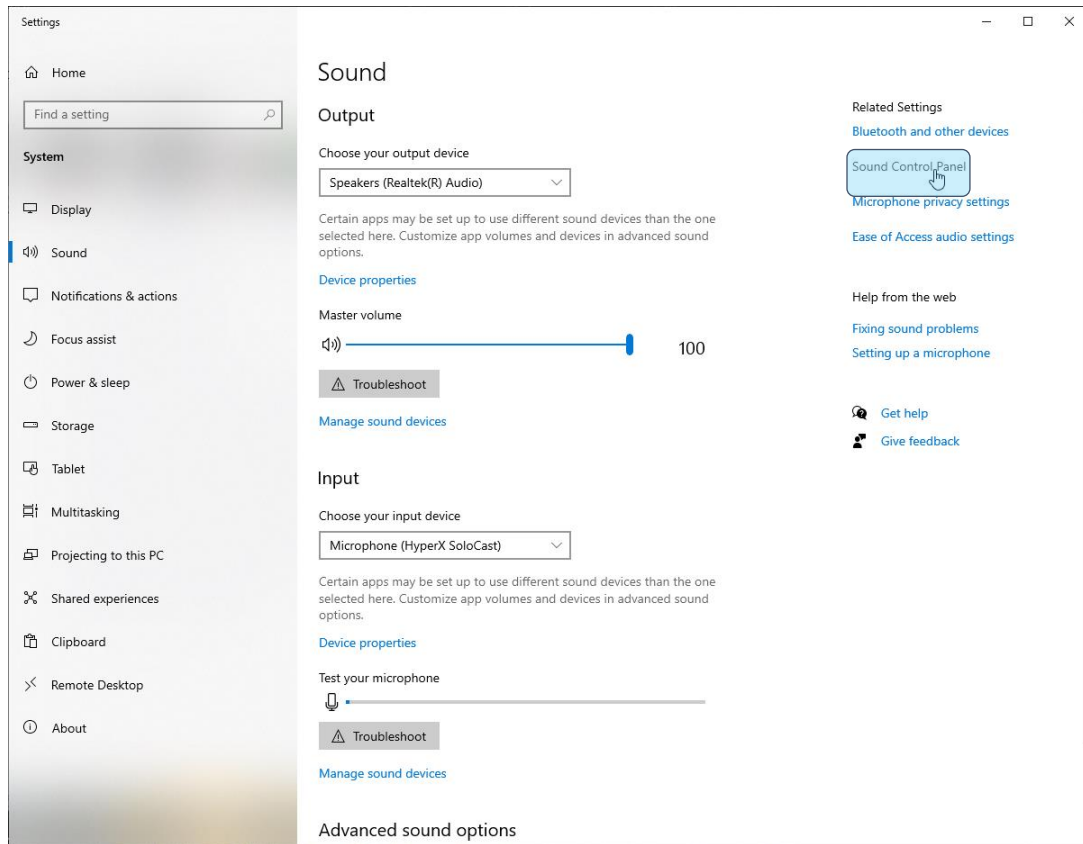 Settings
Home
Find a setting
System
Display
Sound
Notifications & actions
Focus assist
Power & sleep
Storage
Tablet
Multitasking
Projecting to this PC
Shared experiences
Clipboard
Remote Desktop
About
Sound
Output
Choose your output device
Speakers (Realtek(R) Audio)
Certain apps may be set up to use different sound devices than the one
selected here. Customize app volumes and devices in advanced sound
options.
Device properties
Master volume
100
Troubleshoot
Manage sound devices
Input
Choose your input device
Microphone (HyperX SoloCast)
Certain apps may be set up to use different sound devices than the one
selected here. Customize app volumes and devices in advanced sound
options.
Device properties
Test your microphone
Troubleshoot
Manage sound devices
Advanced sound options
Related Settings
Bluetooth and other devices
Sound Control Panel
Microphone privacy settings
Ease of Access audio settings
Help from the web
Fixing sound problems
Setting up a microphone
Get help
Give feedback